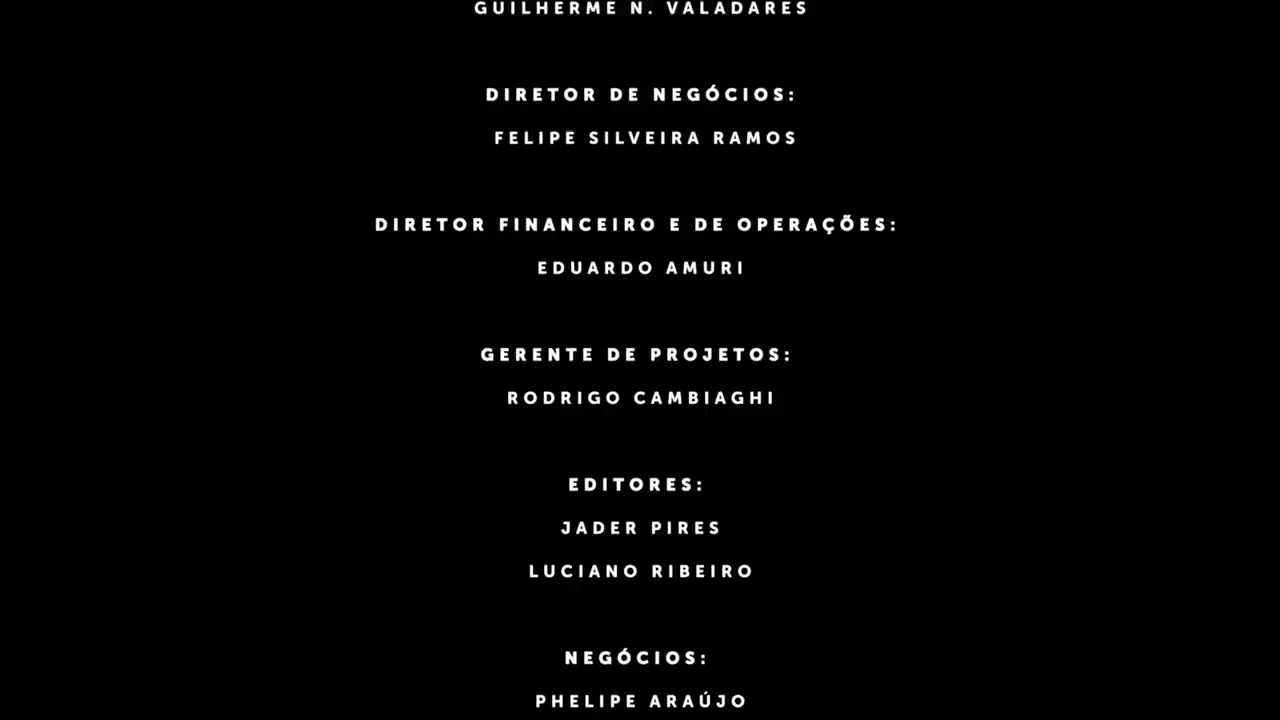 GUILHERME N. VALADARES
DIRETOR DE NEGÓCIOS:
FELIPE SILVEIRA RAMOS
DIRETOR FINANCEIRO E DE OPERAÇÕES:
EDUARDO AMURI
GERENTE DE PROJETOS:
RODRIGO CAMBIAGHI
EDITORES:
JADER PIRES
LUCIANO RIBEIRO
NEGÓCIOS:
PHELIPE ARAÚJO